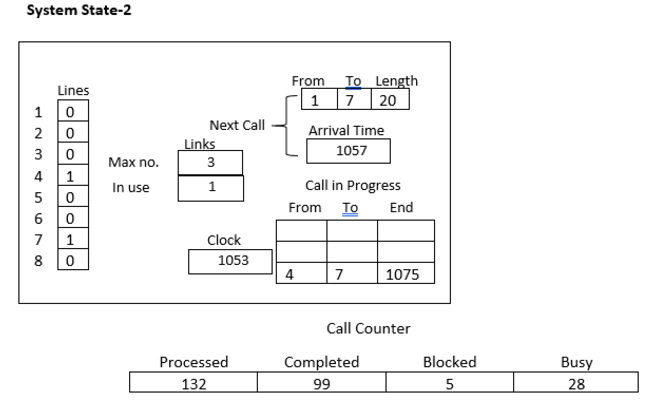 System State-2
From To Length
1 7 20
Next Call
Arrival Time
1057
Lines
1 0
2 0
3 0
4 1
5 0
6 0
7 1
8 0
Links
Max no. 3
In use 1
Clock
1053
Call in Progress
From To End
4 7 1075
Call Counter
Processed Completed Blocked Busy
132 99 5 28